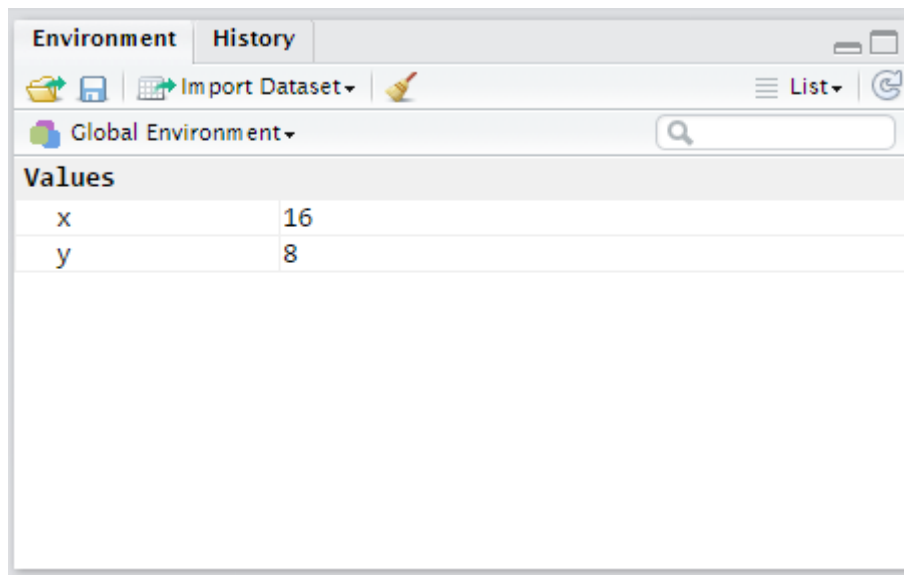 Environment History
Import Dataset List
Global Environment
Values
x 16
y 8